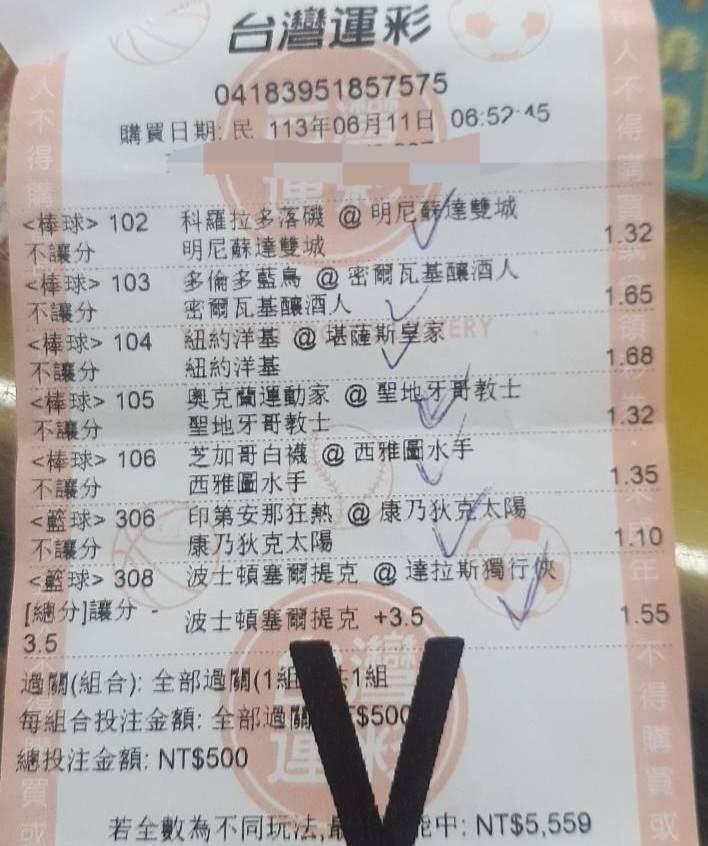 台灣運彩
04183951857575
購買日期: 民 113年06月11日 06:52:45
<棒球> 102 科羅拉多落磯 @ 明尼蘇達雙城
不讓分 明尼蘇達雙城 1.32
<棒球> 103 多倫多藍鳥 @ 密爾瓦基釀酒人
不讓分 密爾瓦基釀酒人 1.65
<棒球> 104 紐約洋基 @ 堪薩斯皇家
不讓分 紐約洋基 1.68
<棒球> 105 奧克蘭運動家 @ 聖地牙哥教士
不讓分 聖地牙哥教士 1.32
<棒球> 106 芝加哥白襪 @ 西雅圖水手
不讓分 西雅圖水手 1.35
<籃球> 306 印第安那狂熱 @ 康乃狄克太陽
不讓分 康乃狄克太陽 1.10
<籃球> 308 波士頓塞爾提克 @ 達拉斯獨行俠
[總分]讓分 -
3.5 波士頓塞爾提克 +3.5 1.55
過關(組合): 全部過關(1組 共1組
每組合投注金額: 全部過關 T$500
總投注金額: NT$500
若全數為不同玩法,最 能中: NT$5,559